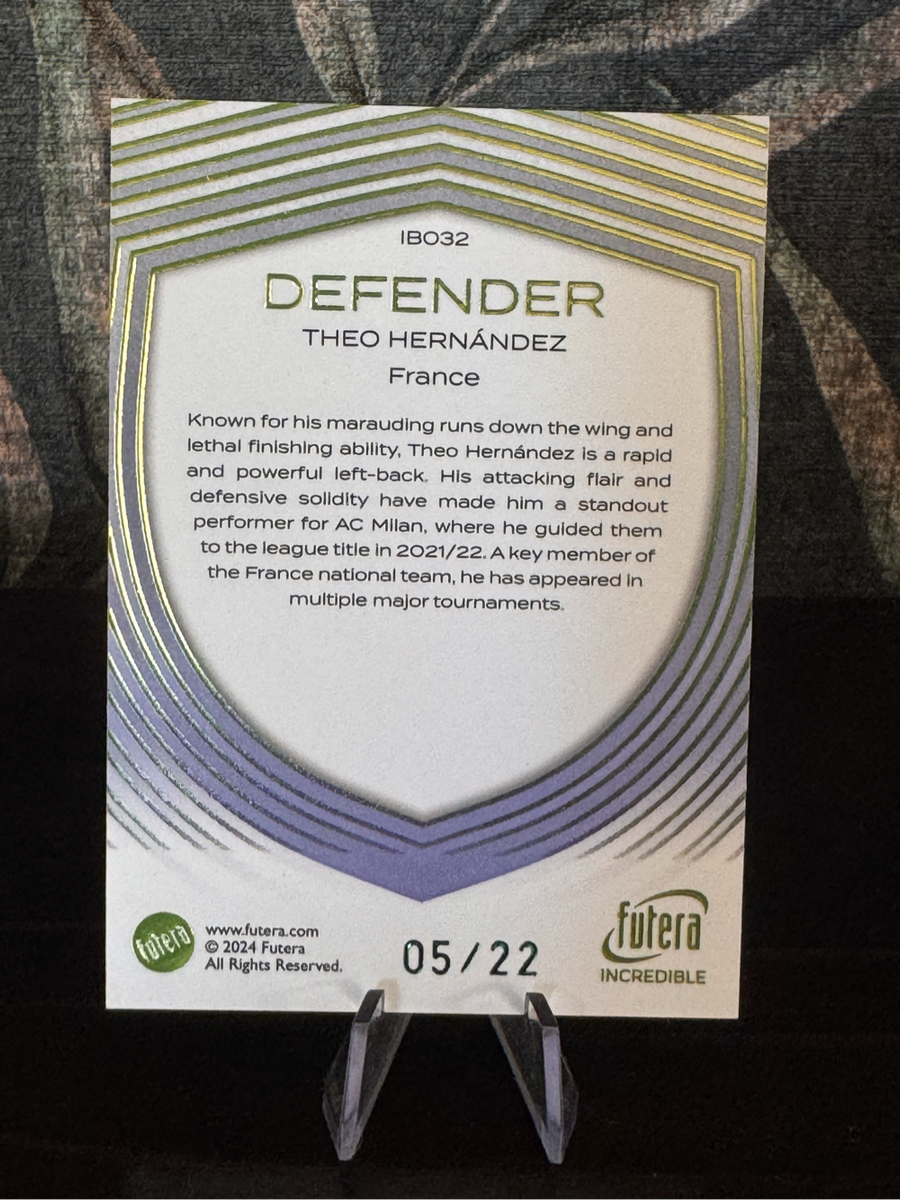 IBO32
DEFENDER
THEO HERNÁNDEZ
France
Known for his marauding runs down the wing and
lethal finishing ability, Theo Hernández is a rapid
and powerful left-back. His attacking flair and
defensive solidity have made him a standout
performer for AC Milan, where he guided them
to the league title in 2021/22. A key member of
the France national team, he has appeared in
multiple major tournaments.
futera
www.futera.com
© 2024 Futera
All Rights Reserved.
05/22
futera
INCREDIBLE